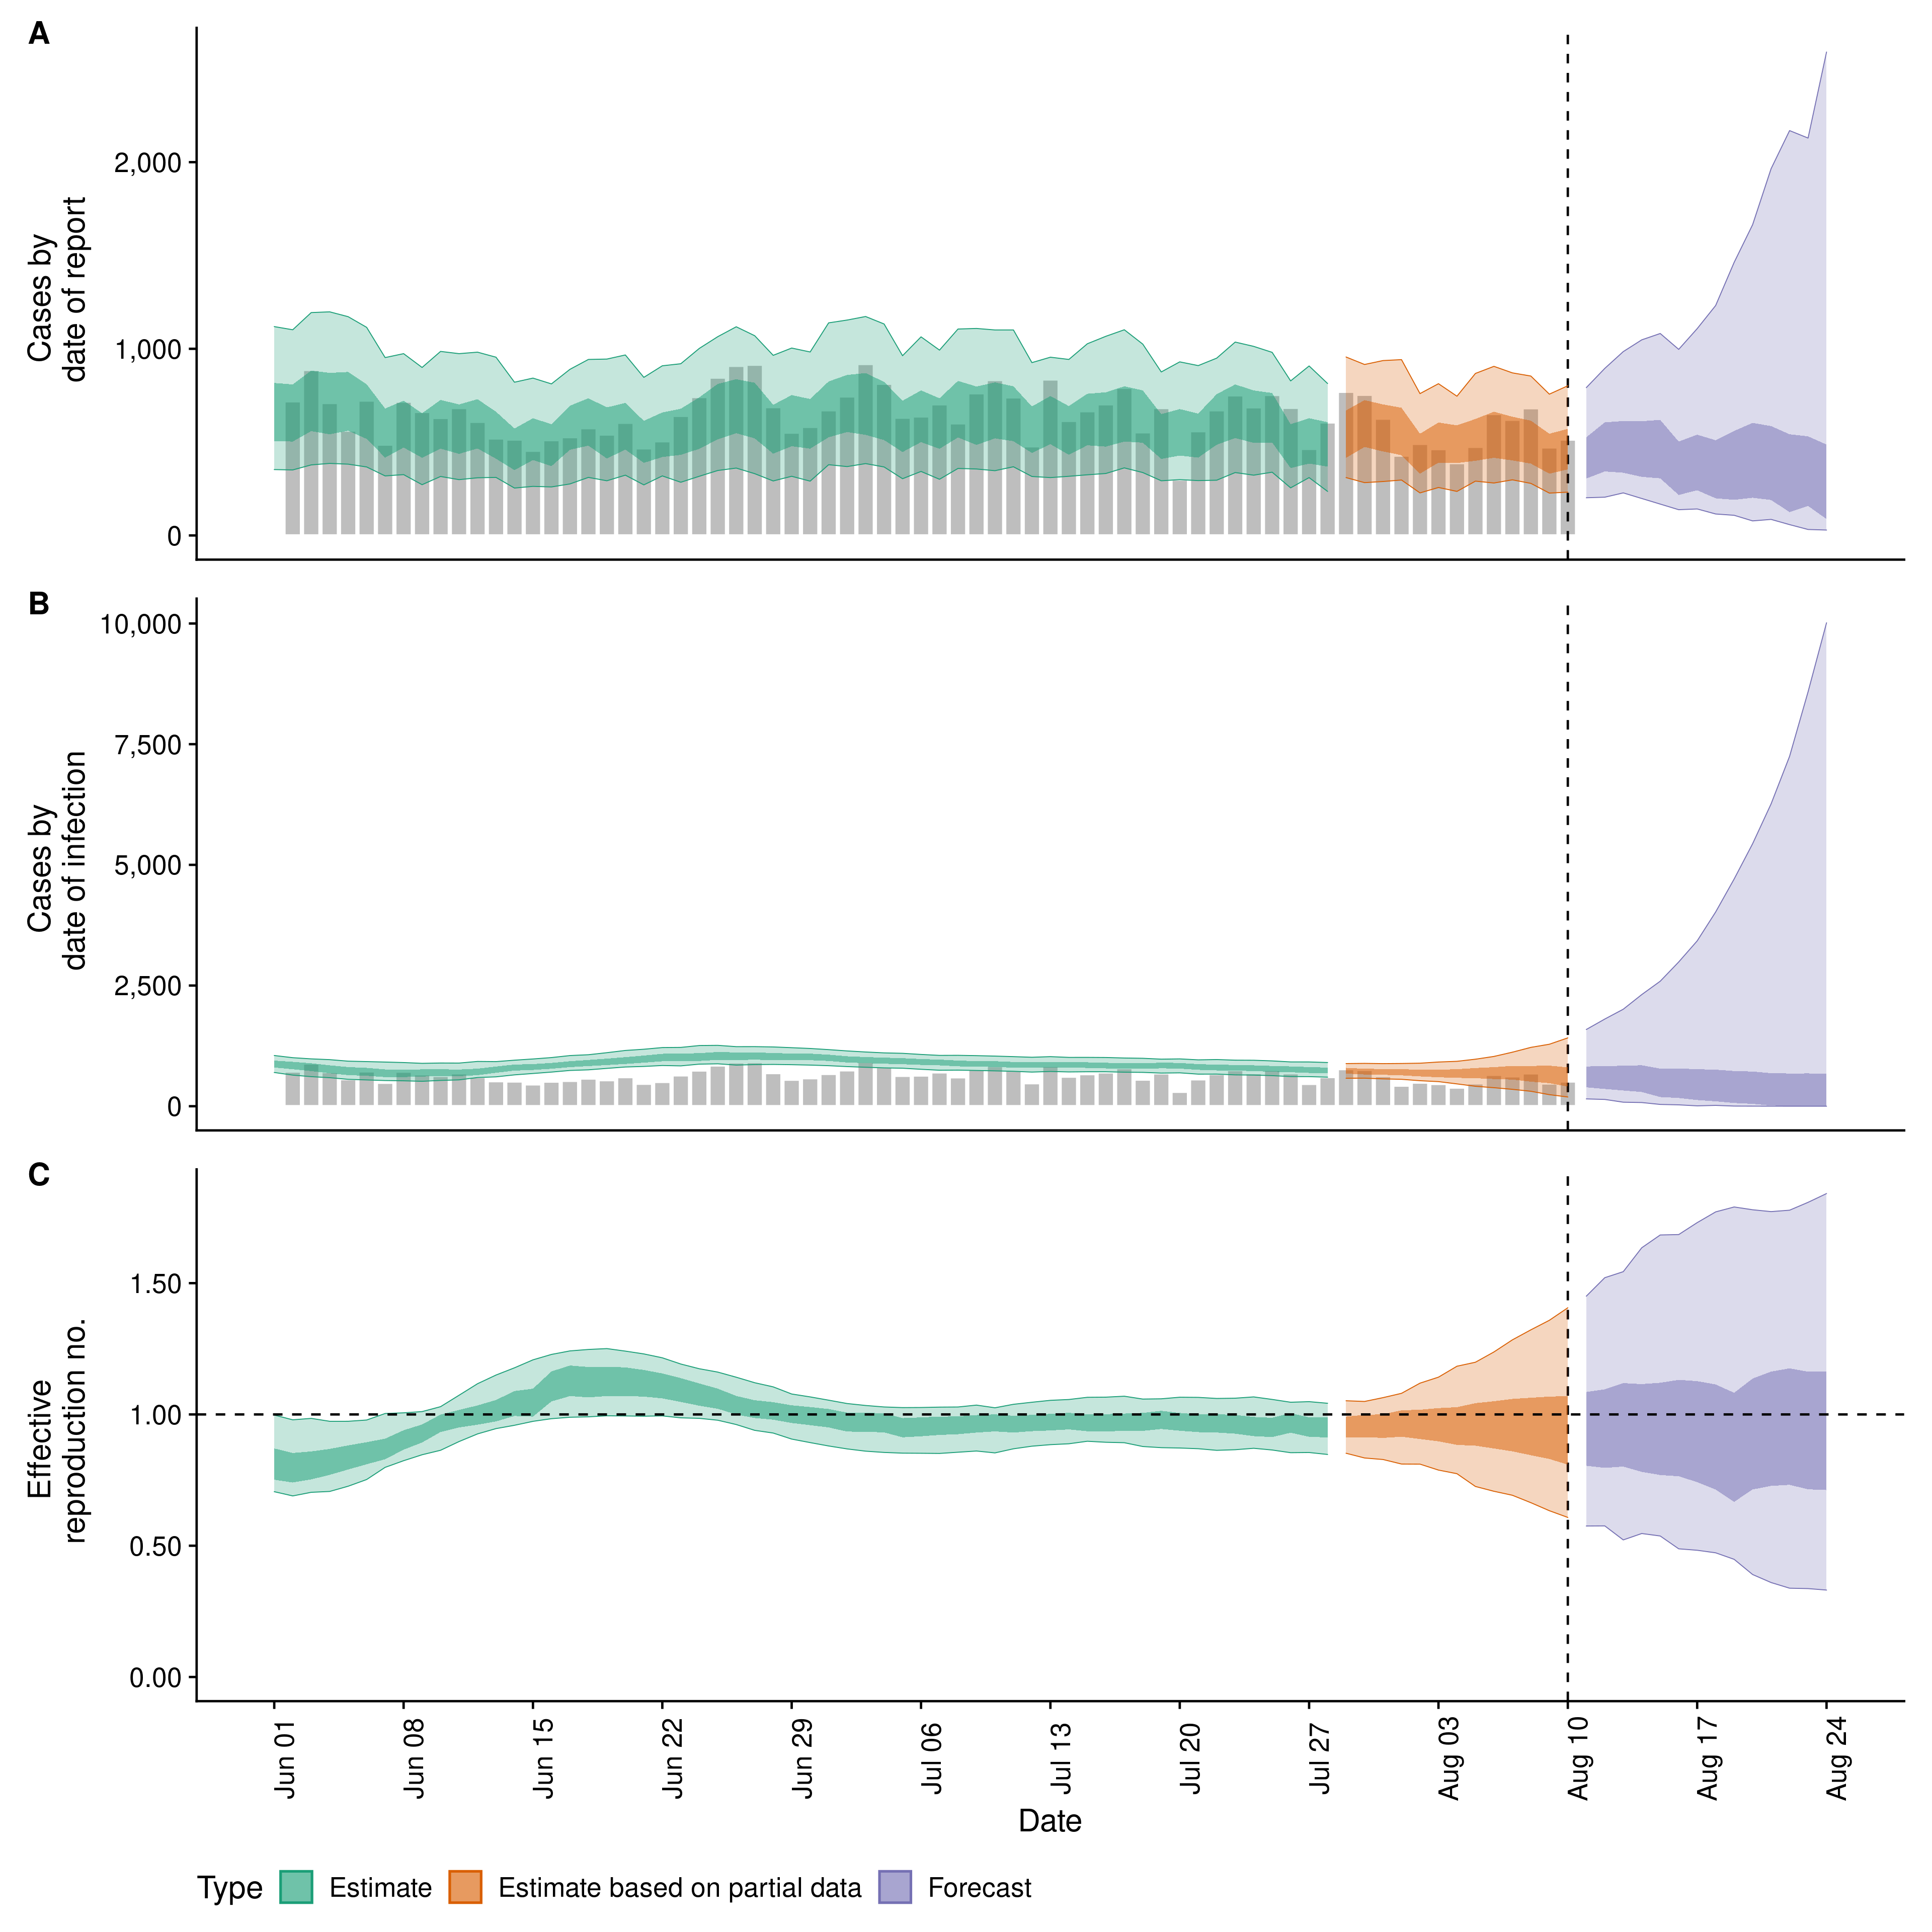 A
Cases by
date of report
2,000
1,000
0
B
Cases by
date of infection
10,000
7,500
5,000
2,500
0
C
Effective
reproduction no.
1.50
1.00
0.50
0.00
Jun 01
Jun 08
Jun 15
Jun 22
Jun 29
Jul 06
Jul 13
Jul 20
Jul 27
Aug 03
Aug 10
Aug 17
Aug 24
Date
Type Estimate Estimate based on partial data Forecast